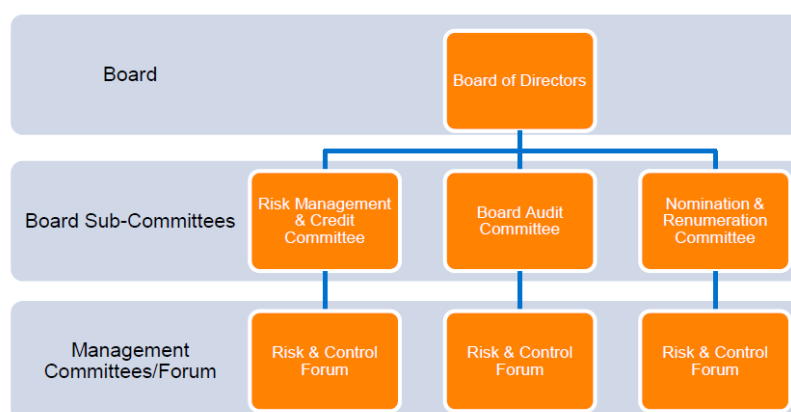 Board
Board of Directors
Board Sub-Committees
Risk Management
& Credit
Committee
Board Audit
Committee
Nomination &
Renumeration
Committee
Management
Committees/Forum
Risk & Control
Forum
Risk & Control
Forum
Risk & Control
Forum